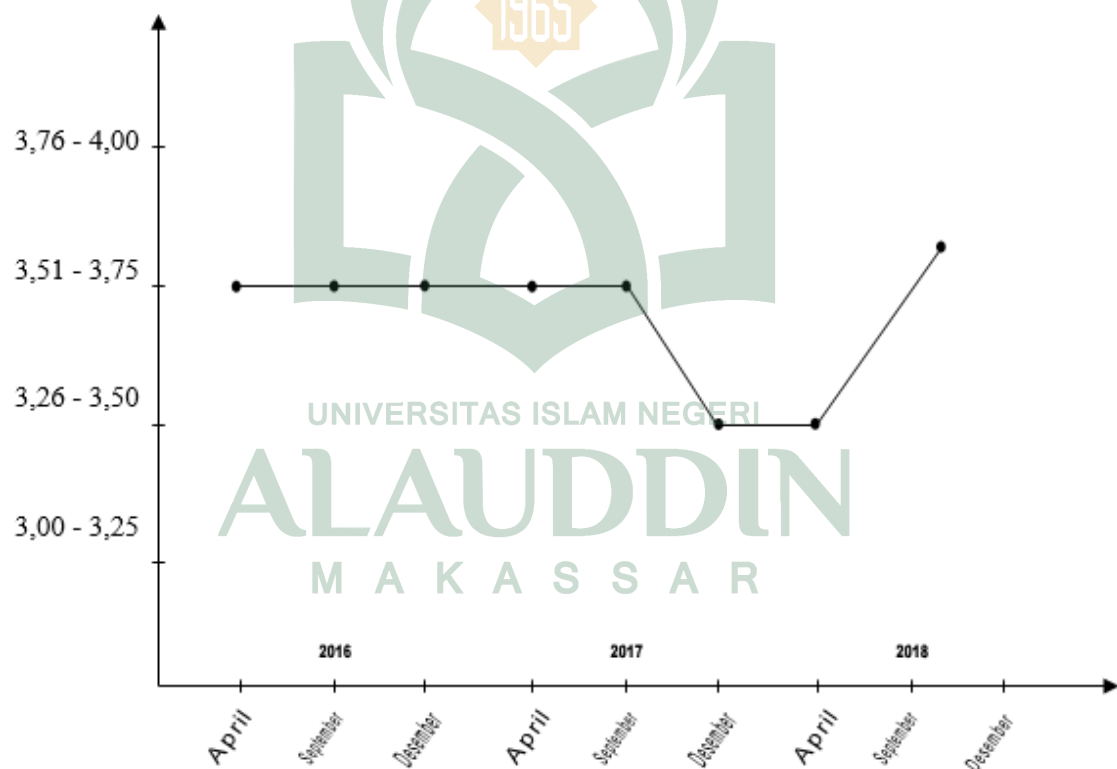 1965
3,76 - 4,00
3,51 - 3,75
3,26 - 3,50
UNIVERSITAS ISLAM NEGERI
ALAUDDIN
3,00 - 3,25
MAKASSAR
2016 2017 2018
April September Desember April September Desember April September Desember